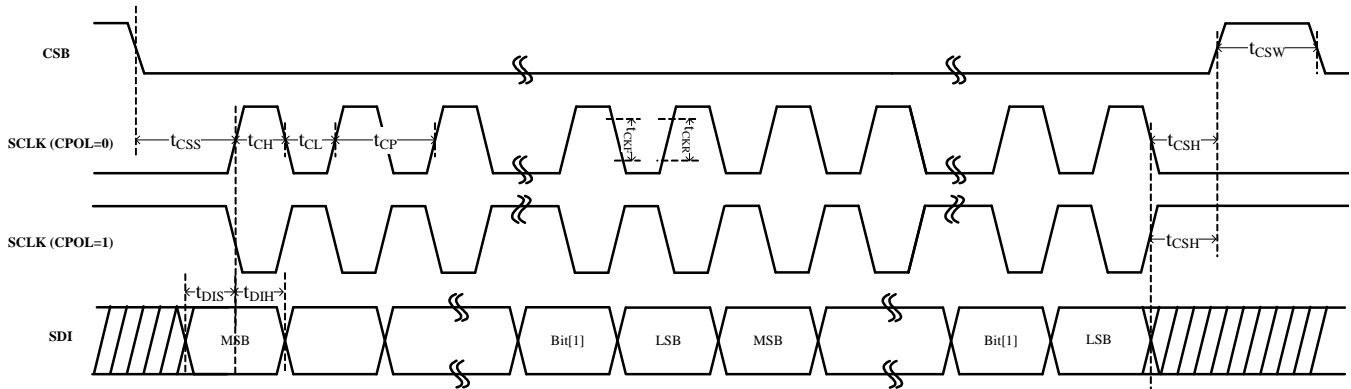 CSB
tCSW
SCLK (CPOL=0)
tCSS
tCH
tCL
tCP
tCKF
tCKR
tCSH
SCLK (CPOL=1)
tCSH
tDIS
tDIH
SDI
MSB
Bit[1]
LSB
MSB
Bit[1]
LSB